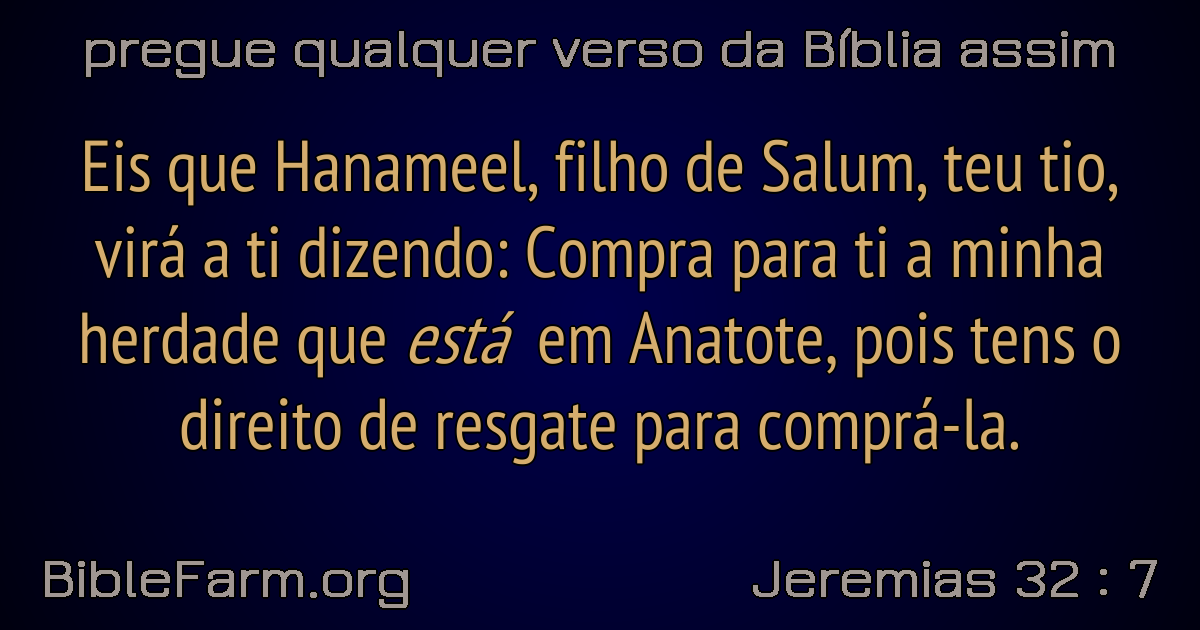 pregue qualquer verso da Bíblia assim
Eis que Hanameel, filho de Salum, teu tio,
virá a ti dizendo: Compra para ti a minha
herdade que está em Anatote, pois tens o
direito de resgate para comprá-la.
BibleFarm.org
Jeremias 32 : 7